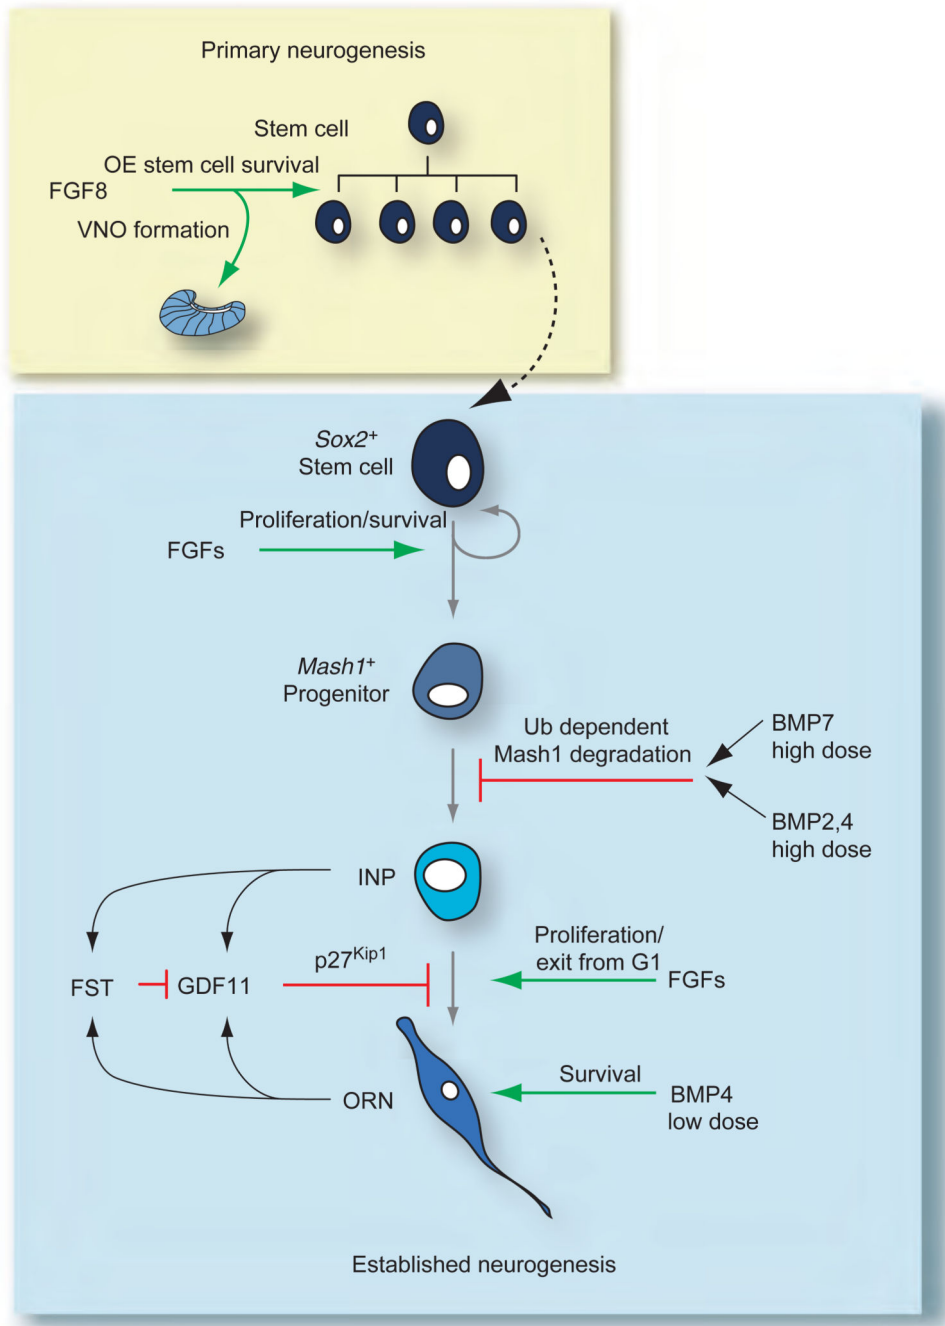 Primary neurogenesis
Stem cell
OE stem cell survival
FGF8
VNO formation
Sox2+
Stem cell
Proliferation/survival
FGFs
Mash1+
Progenitor
Ub dependent
Mash1 degradation
BMP7
high dose
BMP2,4
high dose
INP
p27Kip1
Proliferation/
exit from G1
FGFs
FST
GDF11
Survival
ORN
BMP4
low dose
Established neurogenesis